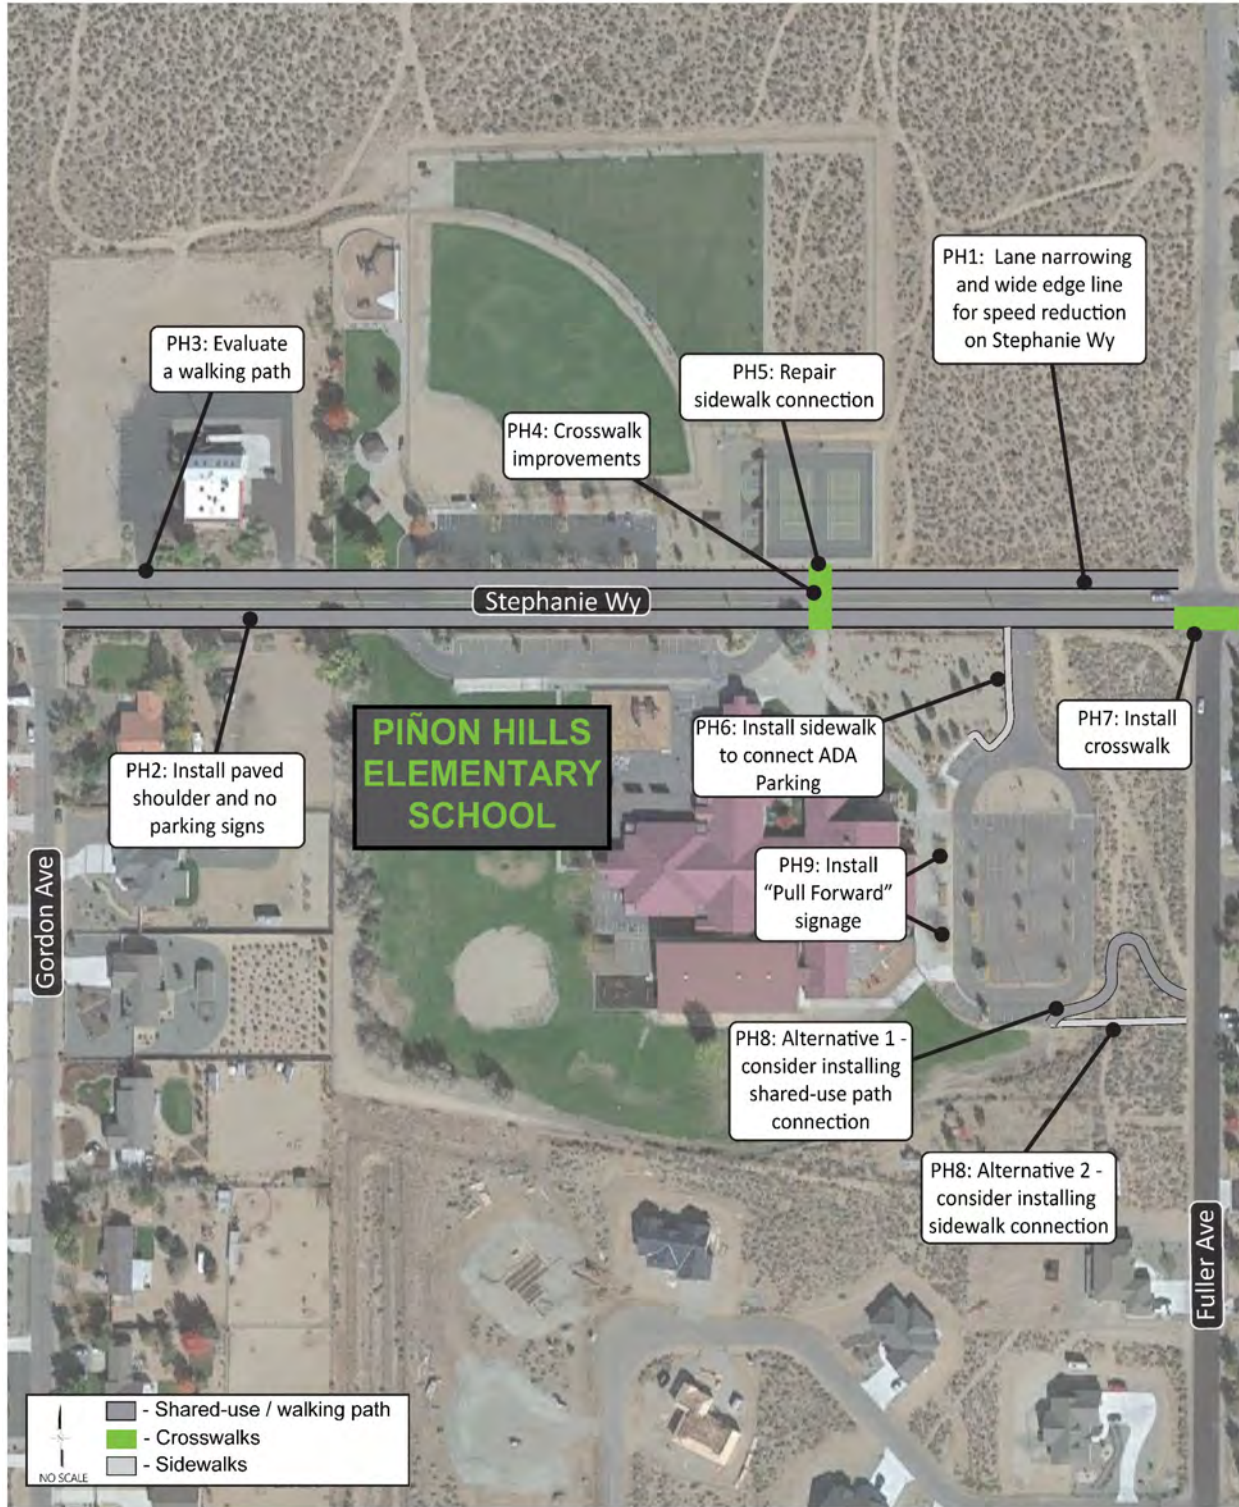 PH1: Lane narrowing
and wide edge line
for speed reduction
on Stephanie Wy
PH3: Evaluate
a walking path
PH5: Repair
sidewalk connection
PH4: Crosswalk
improvements
Stephanie Wy
PIÑON HILLS
ELEMENTARY
SCHOOL
PH6: Install sidewalk
to connect ADA
Parking
PH7: Install
crosswalk
PH2: Install paved
shoulder and no
parking signs
Gordon Ave
PH9: Install
“Pull Forward”
signage
PH8: Alternative 1 -
consider installing
shared-use path
connection
PH8: Alternative 2 -
consider installing
sidewalk connection
Fuller Ave
- Shared-use / walking path
- Crosswalks
- Sidewalks
NO SCALE